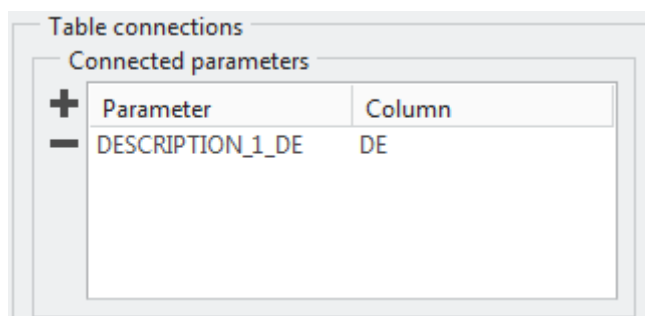 Table connections
Connected parameters
Parameter Column
DESCRIPTION_1_DE DE